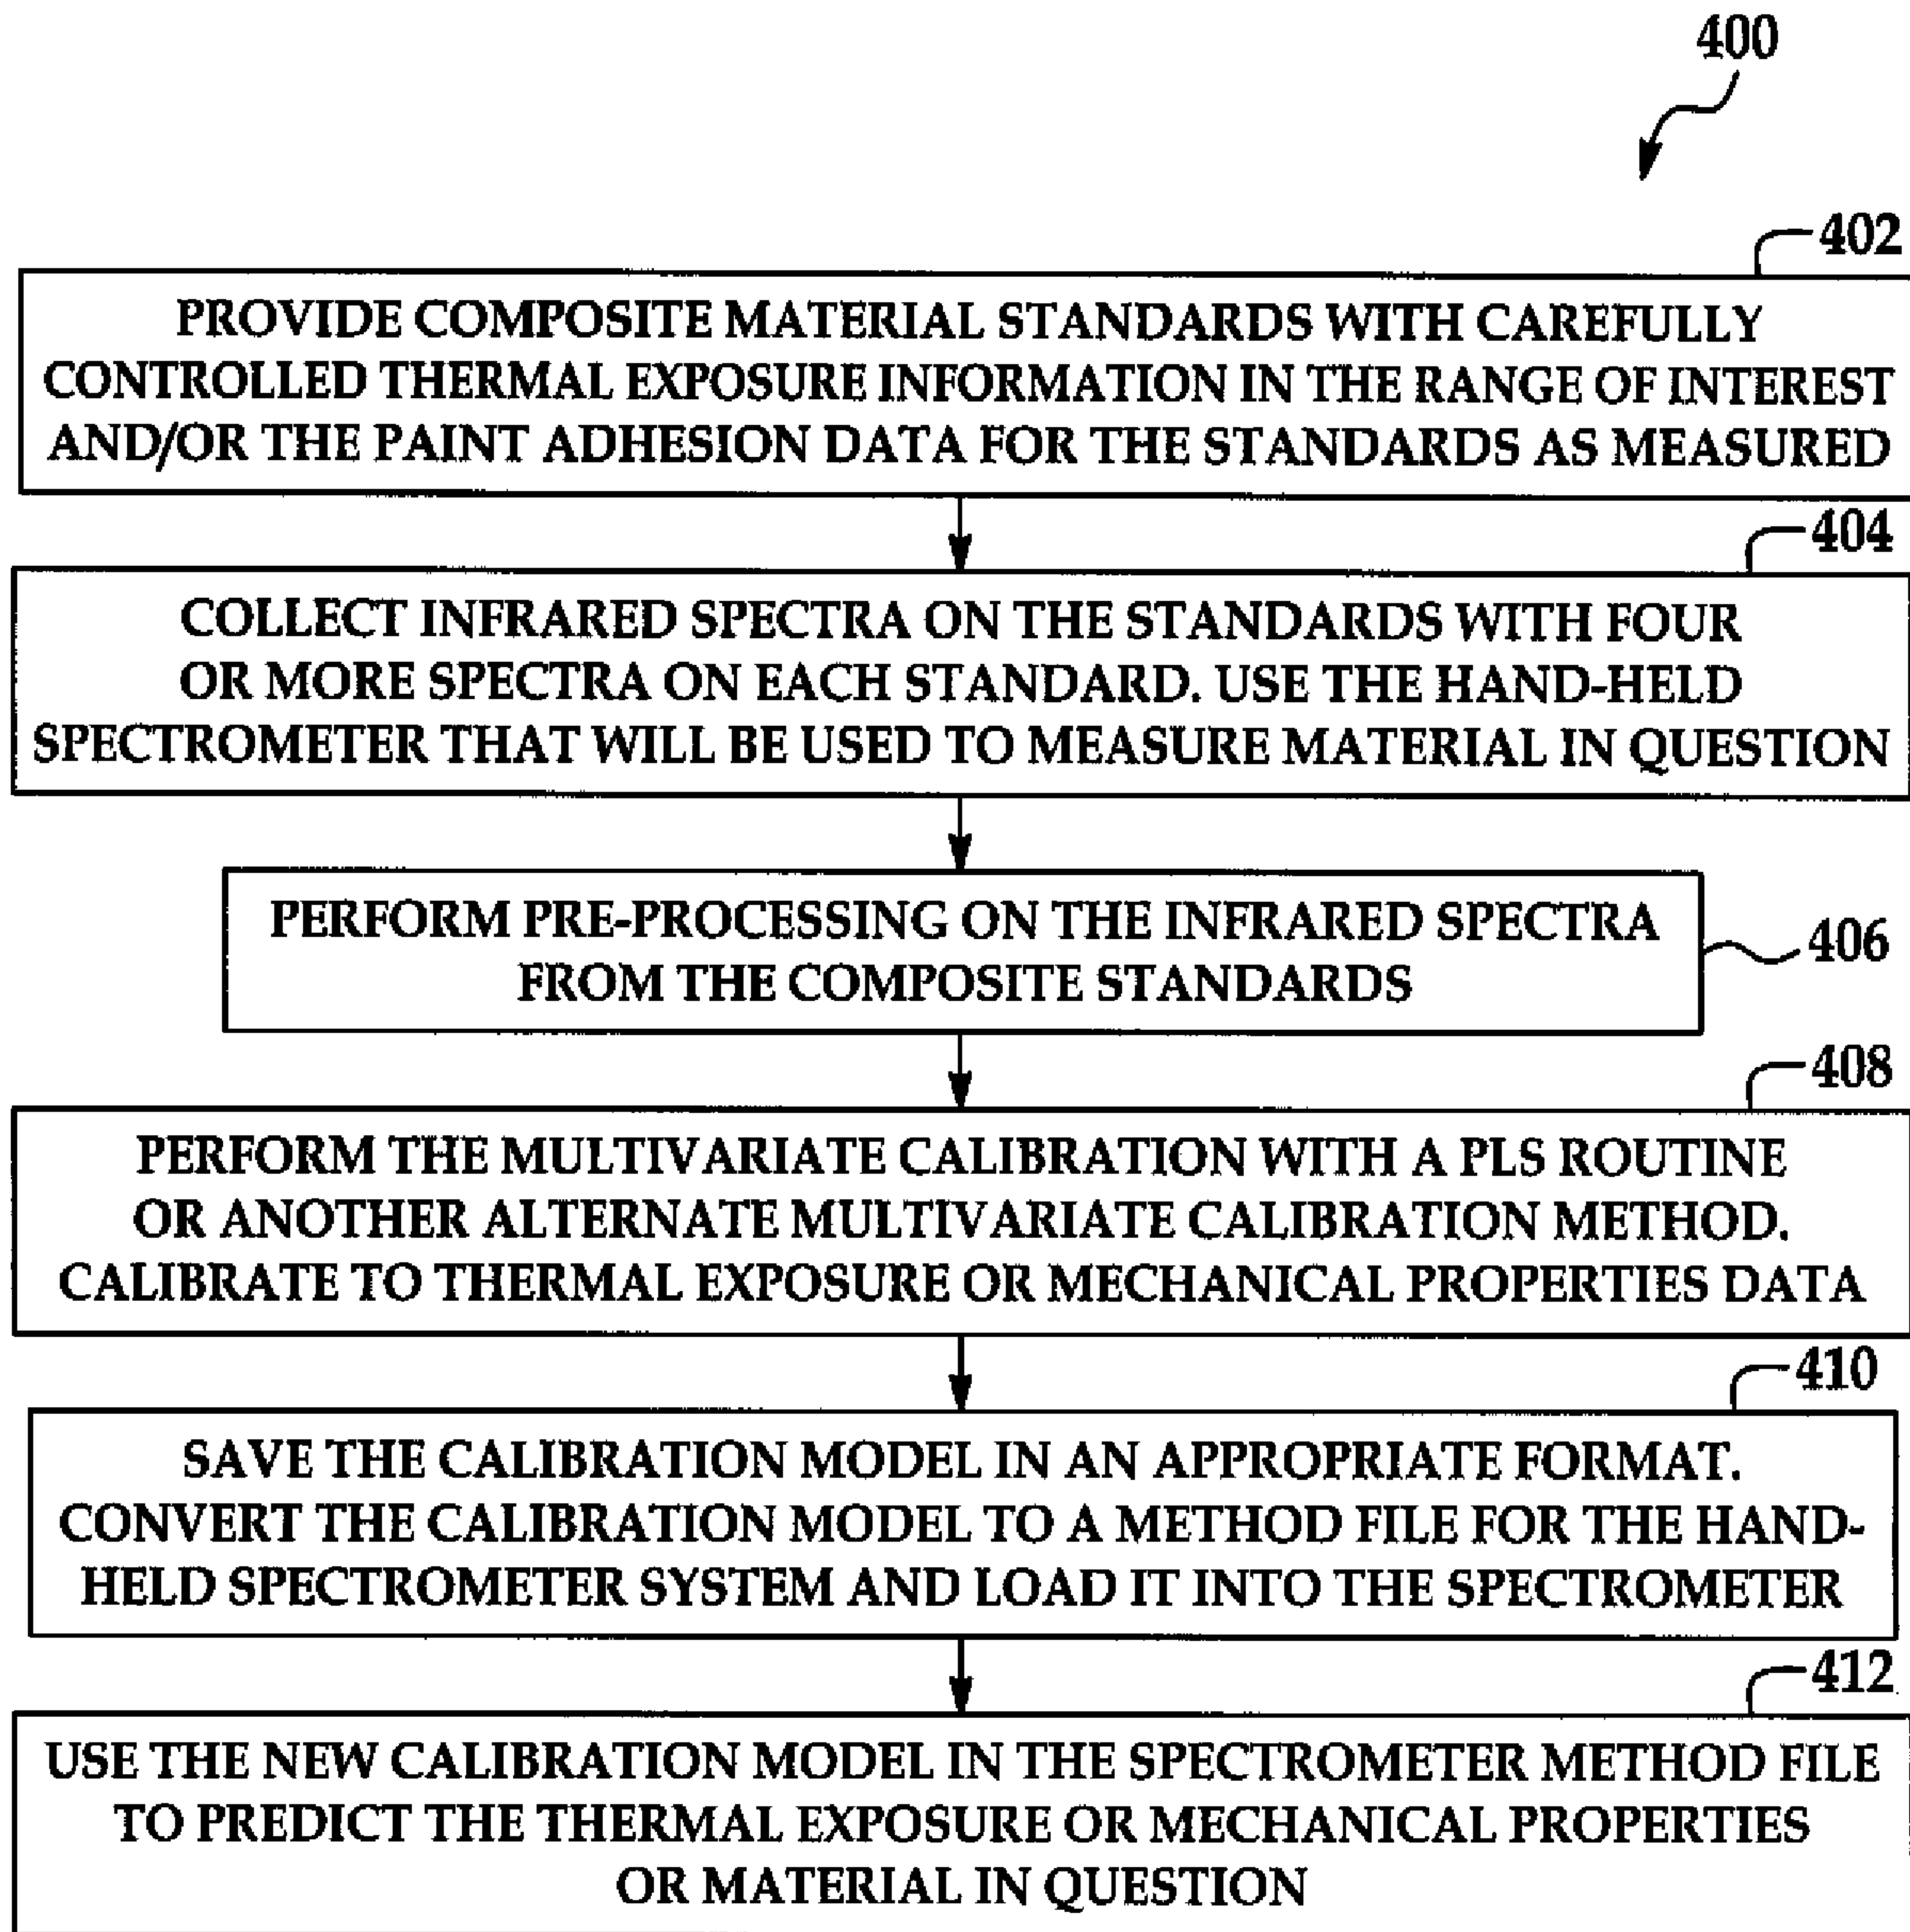 400
402
PROVIDE COMPOSITE MATERIAL STANDARDS WITH CAREFULLY
CONTROLLED THERMAL EXPOSURE INFORMATION IN THE RANGE OF INTEREST
AND/OR THE PAINT ADHESION DATA FOR THE STANDARDS AS MEASURED
404
COLLECT INFRARED SPECTRA ON THE STANDARDS WITH FOUR
OR MORE SPECTRA ON EACH STANDARD. USE THE HAND-HELD
SPECTROMETER THAT WILL BE USED TO MEASURE MATERIAL IN QUESTION
PERFORM PRE-PROCESSING ON THE INFRARED SPECTRA
FROM THE COMPOSITE STANDARDS
406
408
PERFORM THE MULTIVARIATE CALIBRATION WITH A PLS ROUTINE
OR ANOTHER ALTERNATE MULTIVARIATE CALIBRATION METHOD.
CALIBRATE TO THERMAL EXPOSURE OR MECHANICAL PROPERTIES DATA
410
SAVE THE CALIBRATION MODEL IN AN APPROPRIATE FORMAT.
CONVERT THE CALIBRATION MODEL TO A METHOD FILE FOR THE HAND-
HELD SPECTROMETER SYSTEM AND LOAD IT INTO THE SPECTROMETER
412
USE THE NEW CALIBRATION MODEL IN THE SPECTROMETER METHOD FILE
TO PREDICT THE THERMAL EXPOSURE OR MECHANICAL PROPERTIES
OR MATERIAL IN QUESTION